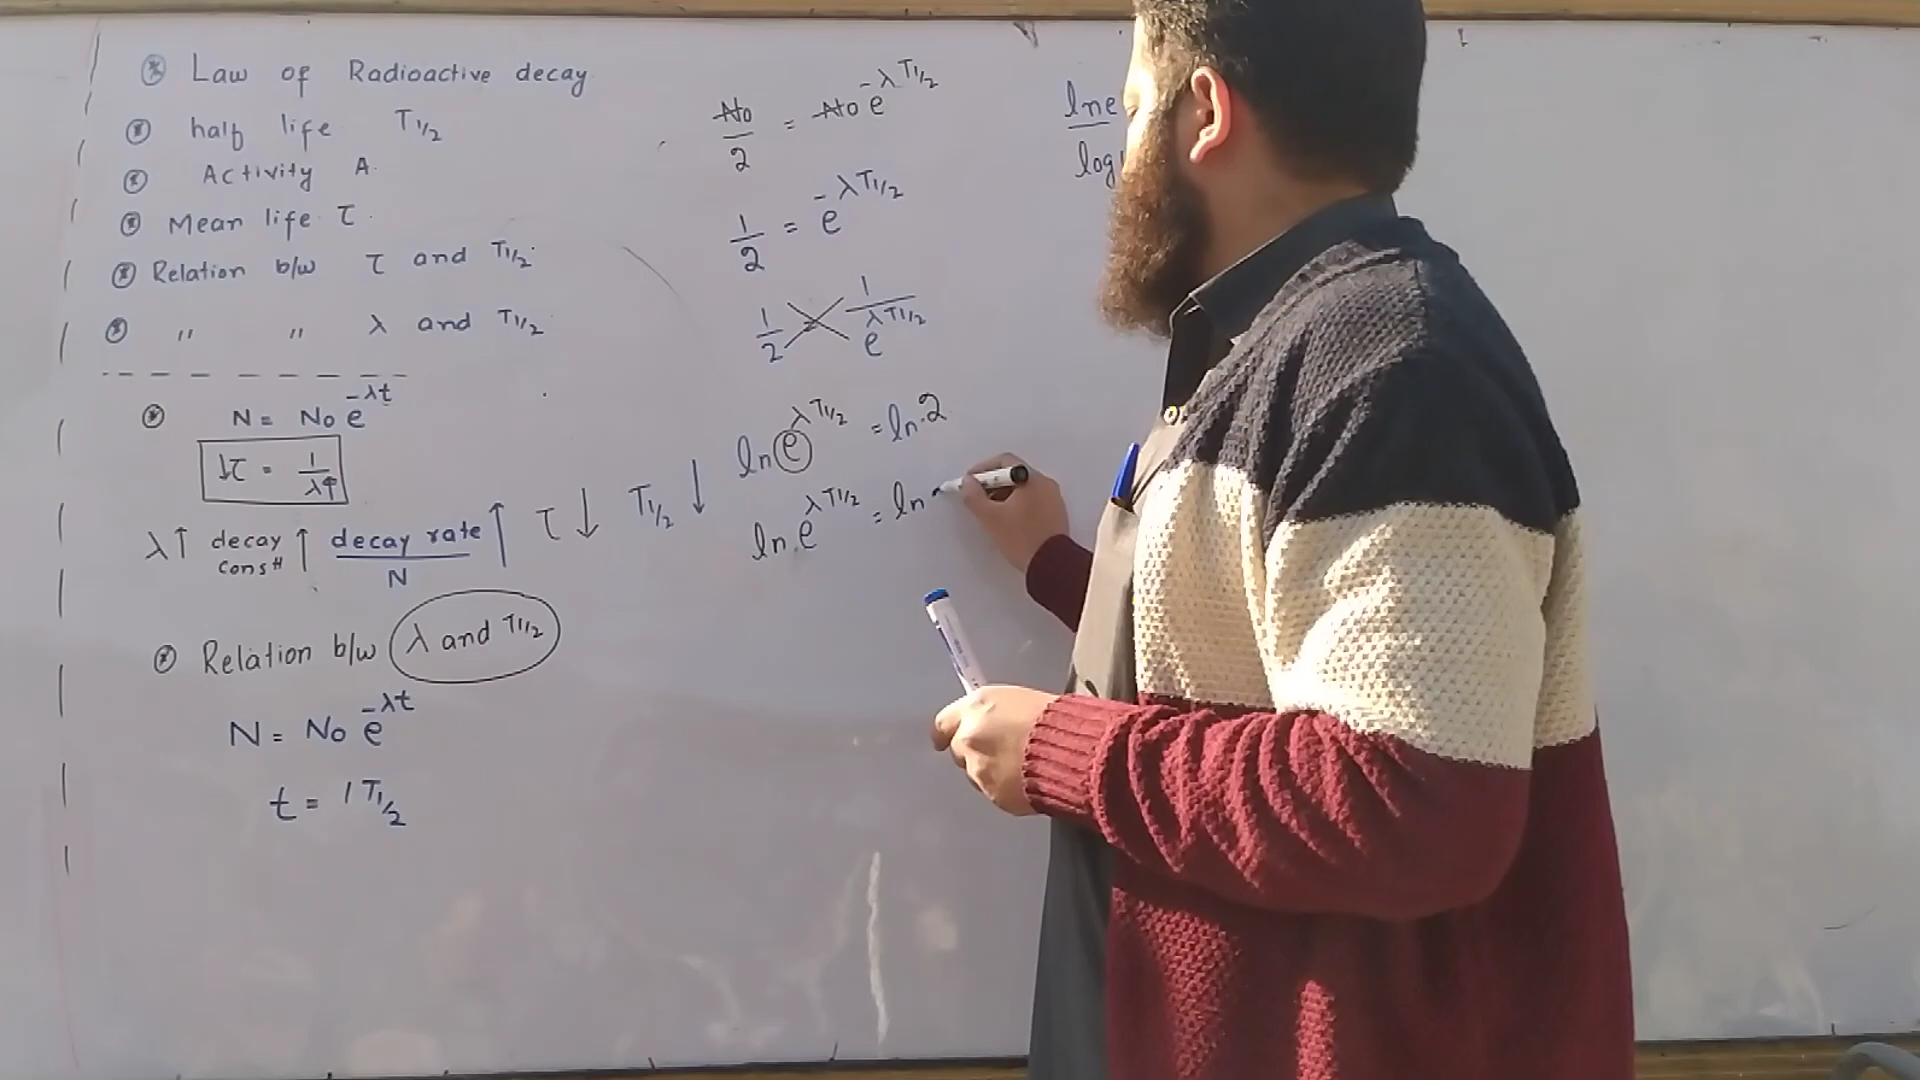 ⊛ Law of Radioactive decay
⊛ half life T1/2
⊛ Activity A.
⊛ Mean life τ.
⊛ Relation b/w τ and T1/2.
⊛ " " λ and T1/2
⊛ N = No e^-λt
↓τ = 1/λ↑
λ↑ decay constt ↑ decay rate/N ↑ τ ↓ T1/2 ↓
⊛ Relation b/w λ and T1/2
N = No e^-λt
t = 1 T1/2
No/2 = No e^-λT1/2
1/2 = e^-λT1/2
1/2 = 1/e^λT1/2
ln e^λT1/2 = ln 2
ln e^λT1/2 = ln
ln e
log